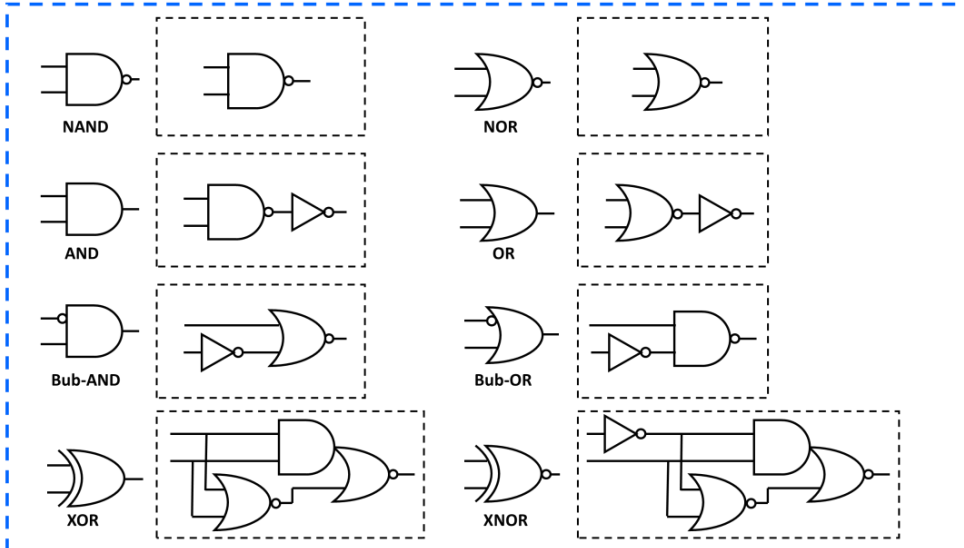 NAND
NOR
AND
OR
Bub-AND
Bub-OR
XOR
XNOR